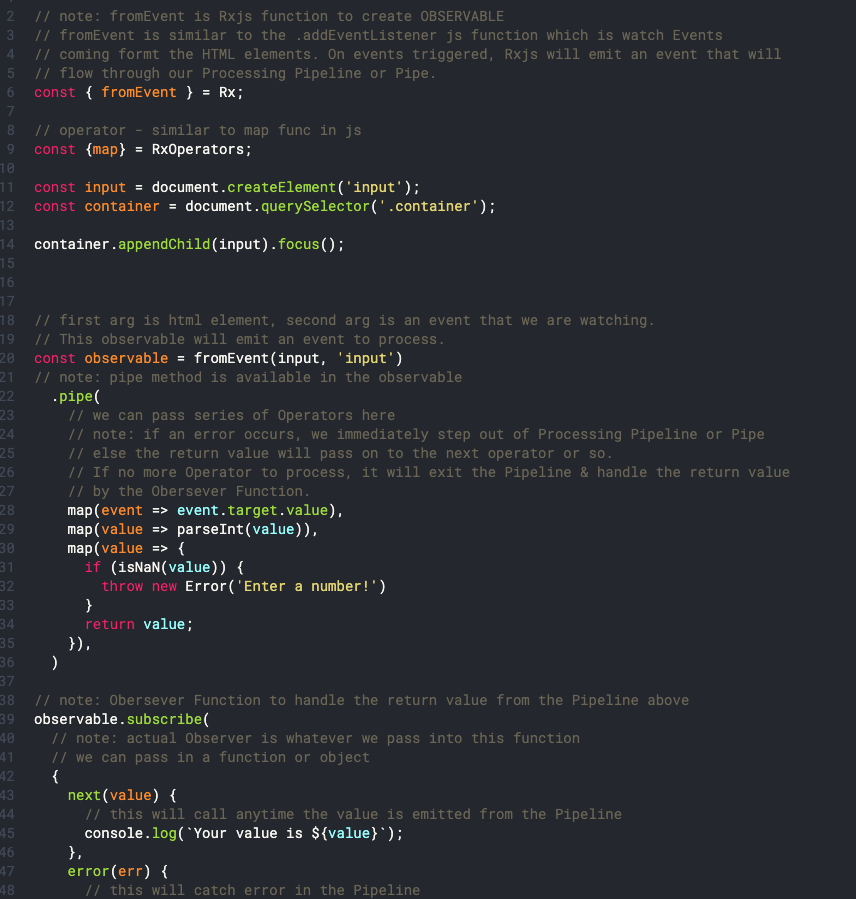 2 // note: fromEvent is Rxjs function to create OBSERVABLE
3 // fromEvent is similar to the .addEventListener js function which is watch Events
4 // coming formt the HTML elements. On events triggered, Rxjs will emit an event that will
5 // flow through our Processing Pipeline or Pipe.
6 const { fromEvent } = Rx;
7
8 // operator - similar to map func in js
9 const {map} = RxOperators;
10
11 const input = document.createElement('input');
12 const container = document.querySelector('.container');
13
14 container.appendChild(input).focus();
15
16
17
18 // first arg is html element, second arg is an event that we are watching.
19 // This observable will emit an event to process.
20 const observable = fromEvent(input, 'input')
21 // note: pipe method is available in the observable
22 .pipe(
23 // we can pass series of Operators here
24 // note: if an error occurs, we immediately step out of Processing Pipeline or Pipe
25 // else the return value will pass on to the next operator or so.
26 // If no more Operator to process, it will exit the Pipeline & handle the return value
27 // by the Obersever Function.
28 map(event => event.target.value),
29 map(value => parseInt(value)),
30 map(value => {
31 if (isNaN(value)) {
32 throw new Error('Enter a number!')
33 }
34 return value;
35 }),
36 )
37
38 // note: Obersever Function to handle the return value from the Pipeline above
39 observable.subscribe(
40 // note: actual Observer is whatever we pass into this function
41 // we can pass in a function or object
42 {
43 next(value) {
44 // this will call anytime the value is emitted from the Pipeline
45 console.log(`Your value is ${value}`);
46 },
47 error(err) {
48 // this will catch error in the Pipeline